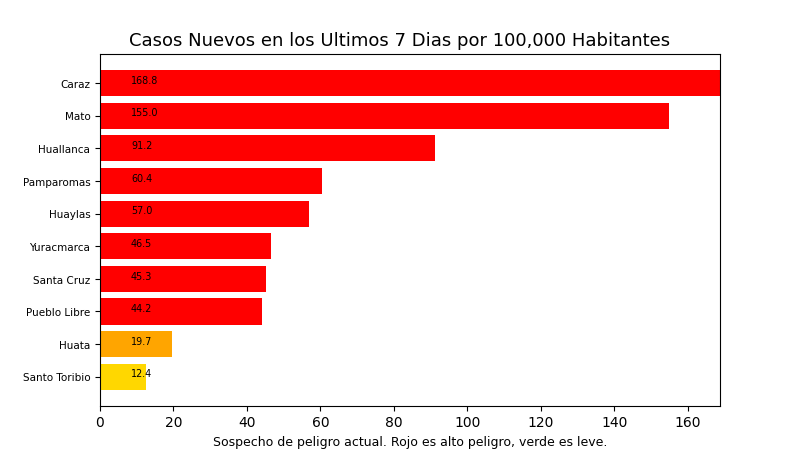 Casos Nuevos en los Ultimos 7 Dias por 100,000 Habitantes
Caraz 168.8
Mato 155.0
Huallanca 91.2
Pamparomas 60.4
Huaylas 57.0
Yuracmarca 46.5
Santa Cruz 45.3
Pueblo Libre 44.2
Huata 19.7
Santo Toribio 12.4
0 20 40 60 80 100 120 140 160
Sospecho de peligro actual. Rojo es alto peligro, verde es leve.